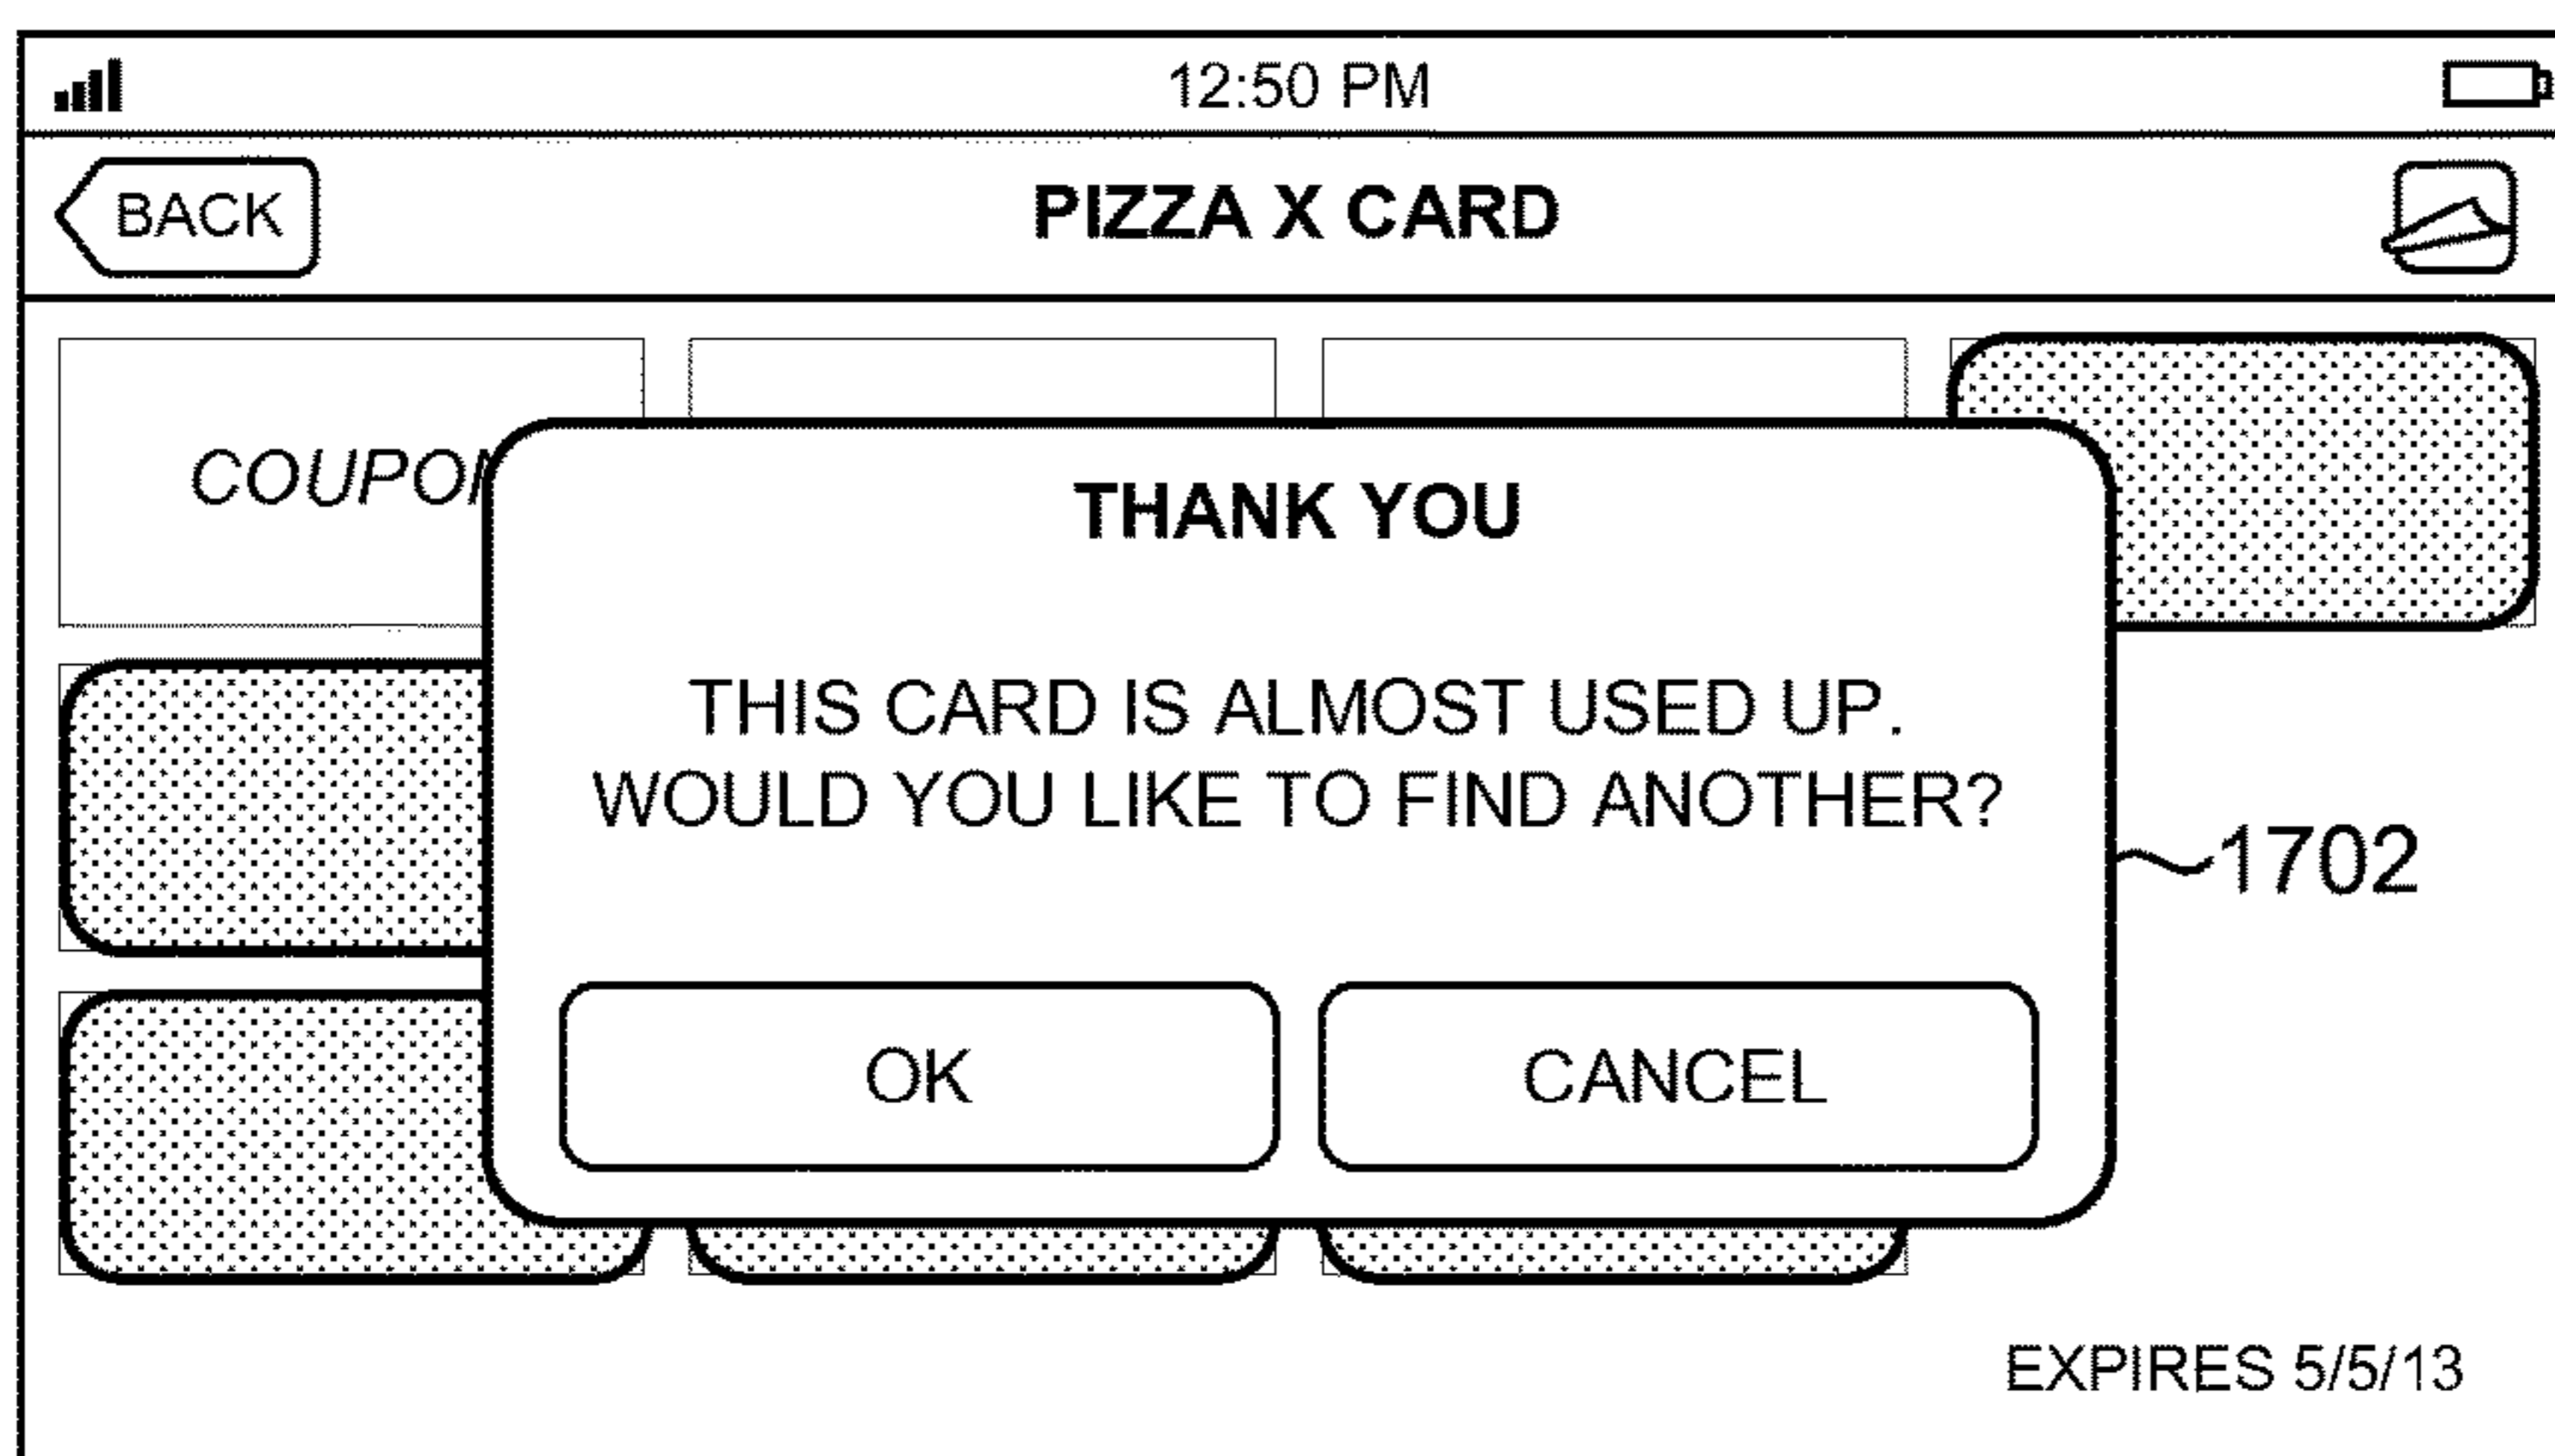 12:50 PM
BACK
PIZZA X CARD
THANK YOU
THIS CARD IS ALMOST USED UP.
WOULD YOU LIKE TO FIND ANOTHER?
1702
OK
CANCEL
EXPIRES 5/5/13